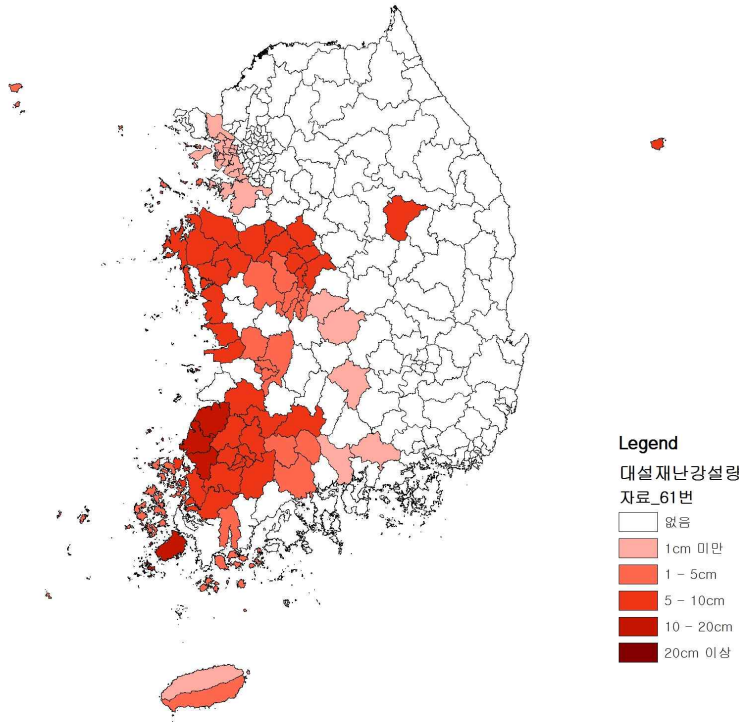 Legend
대설재난강설링
자료_61번
없음
1cm 미만
1 - 5cm
5 - 10cm
10 - 20cm
20cm 이상